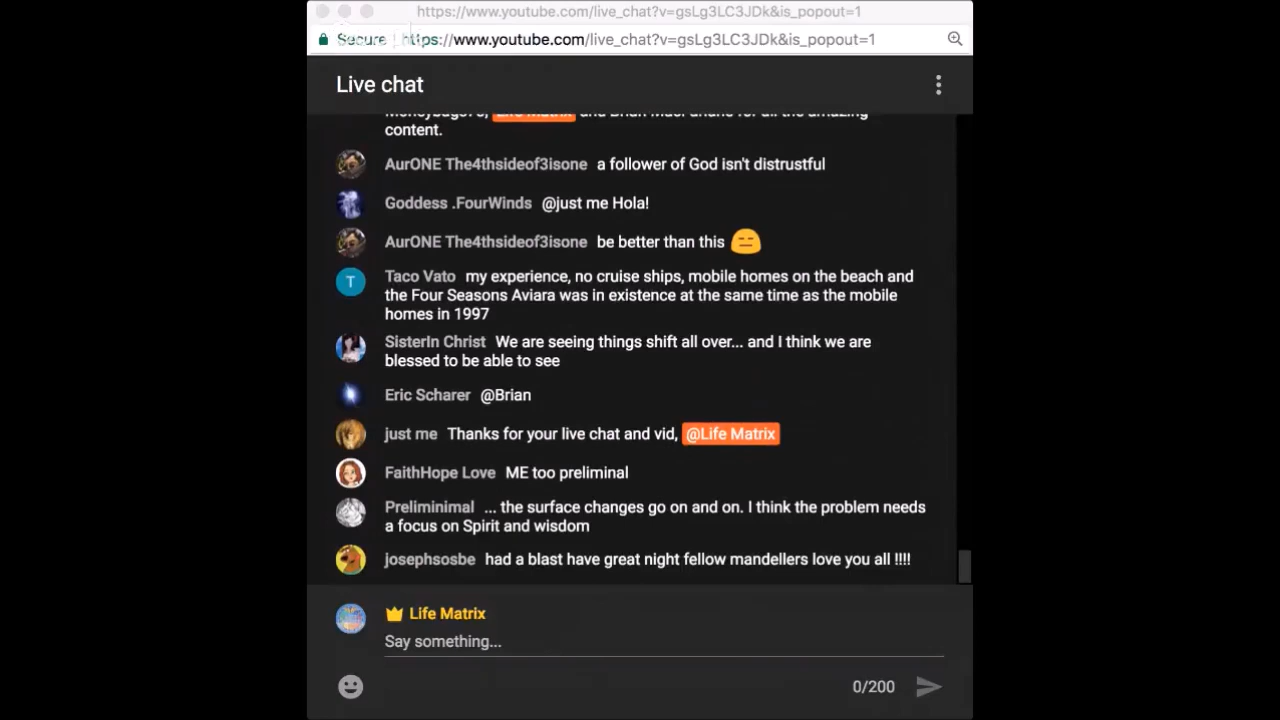 https://www.youtube.com/live_chat?v=gsLg3LC3JDk&is_popout=1
Secure https://www.youtube.com/live_chat?v=gsLg3LC3JDk&is_popout=1
Live chat
and for all the amazing
content.
AurONE The4thsideof3isone a follower of God isn't distrustful
Goddess .FourWinds @just me Hola!
AurONE The4thsideof3isone be better than this
T
Taco Vato my experience, no cruise ships, mobile homes on the beach and
the Four Seasons Aviara was in existence at the same time as the mobile
homes in 1997
SisterIn Christ We are seeing things shift all over... and I think we are
blessed to be able to see
Eric Scharer @Brian
just me Thanks for your live chat and vid, @Life Matrix
FaithHope Love ME too preliminal
Preliminimal ... the surface changes go on and on. I think the problem needs
a focus on Spirit and wisdom
josephsosbe had a blast have great night fellow mandellers love you all !!!!
Life Matrix
Say something...
0/200